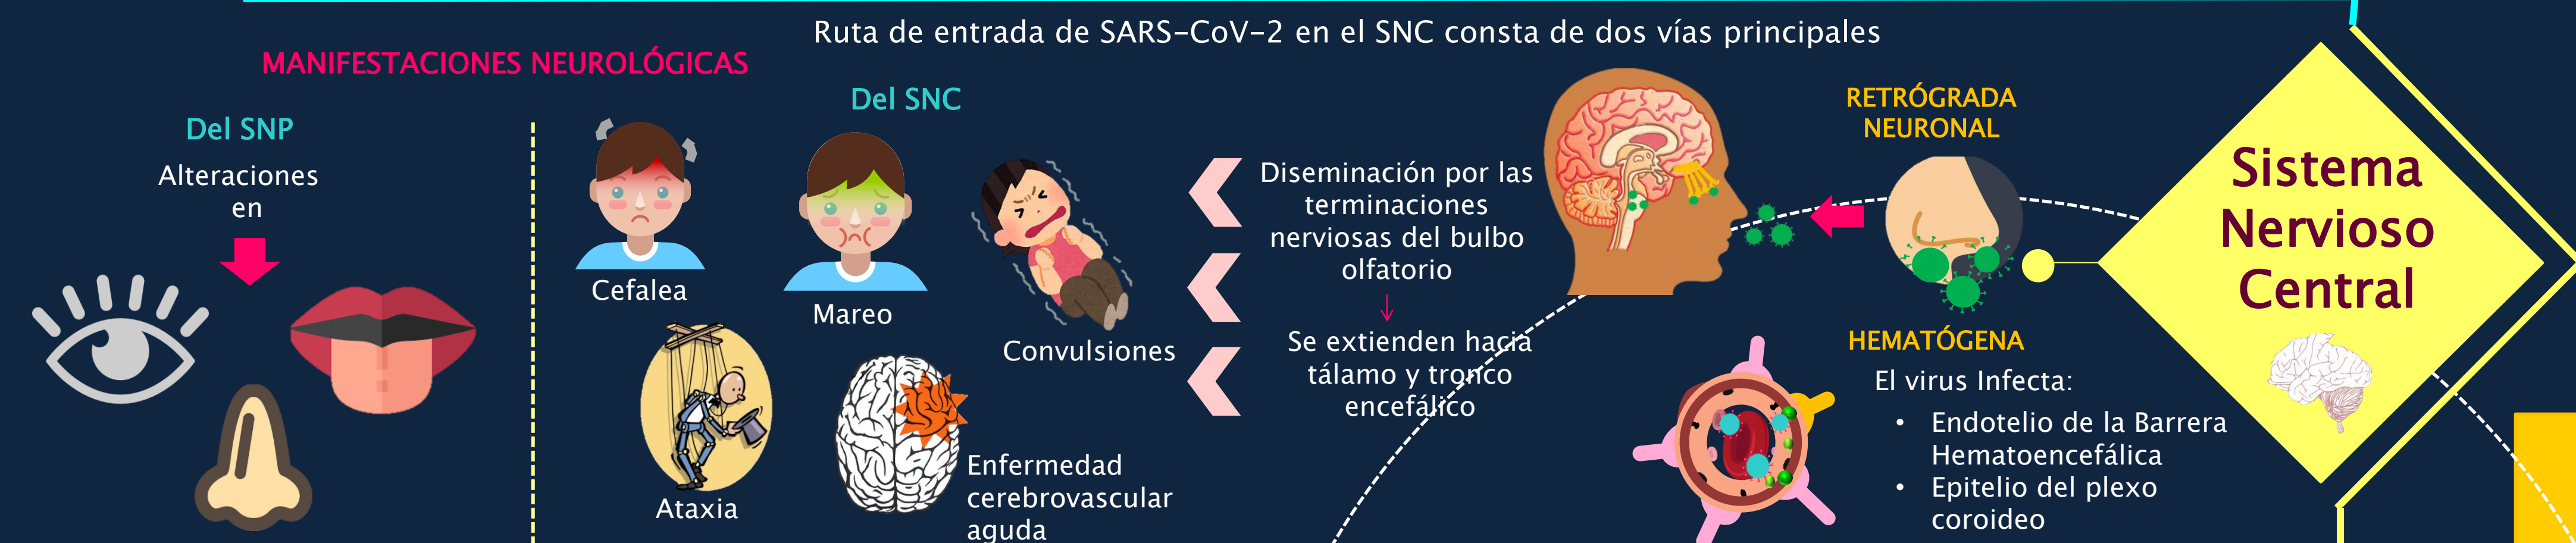 Ruta de entrada de SARS-CoV-2 en el SNC consta de dos vías principales
MANIFESTACIONES NEUROLÓGICAS
Del SNP
Alteraciones
en
Del SNC
Cefalea
Mareo
Convulsiones
Ataxia
Enfermedad
cerebrovascular
aguda
Diseminación por las
terminaciones
nerviosas del bulbo
olfatorio
Se extienden hacia
tálamo y tronco
encefálico
RETRÓGRADA
NEURONAL
HEMATÓGENA
El virus Infecta:
• Endotelio de la Barrera
Hematoencefálica
• Epitelio del plexo
coroideo
Sistema
Nervioso
Central